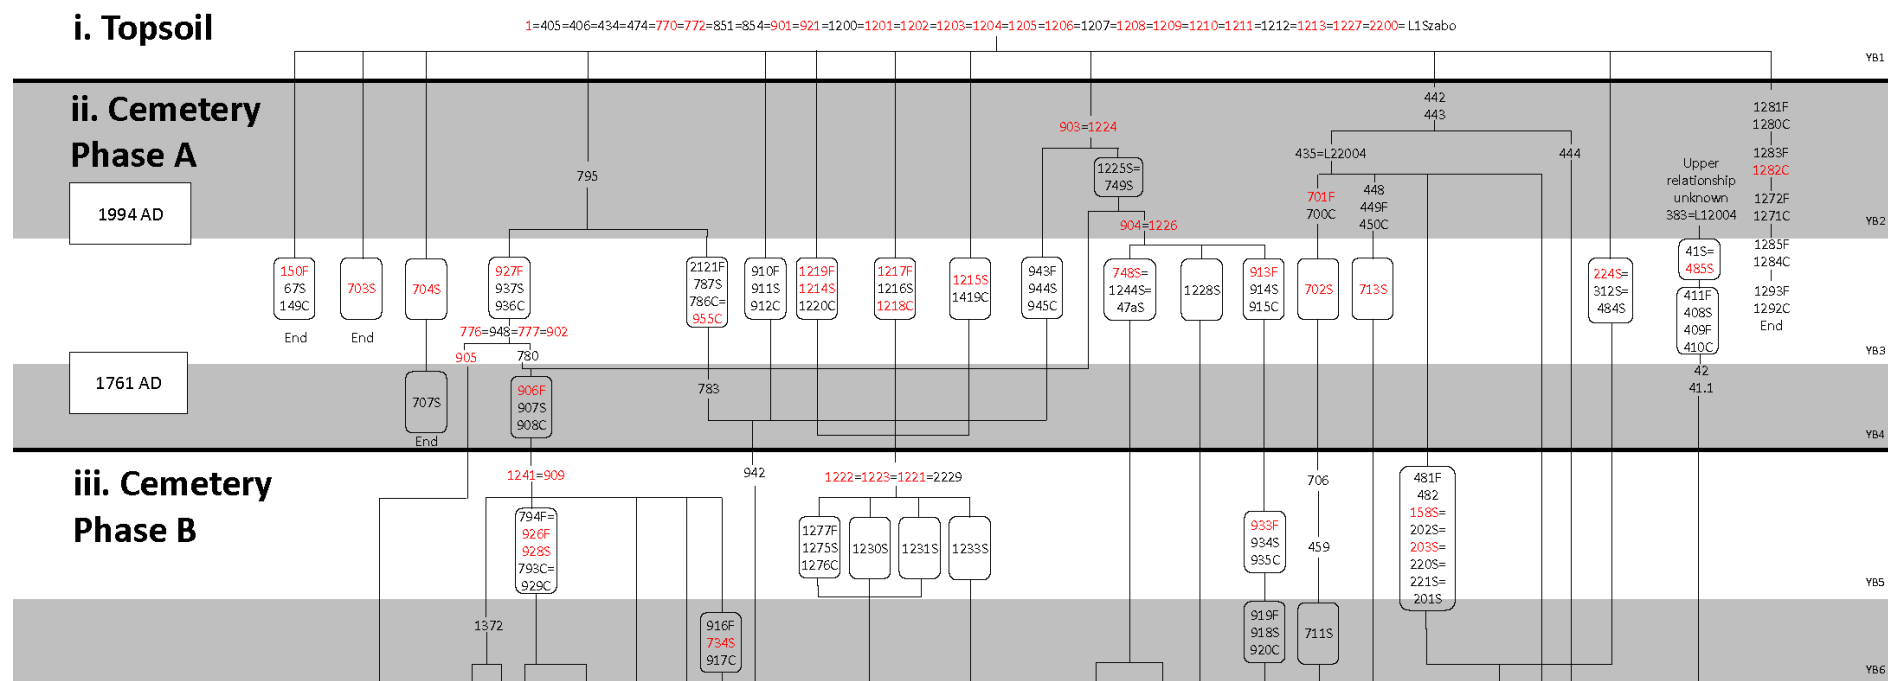 i. Topsoil
1=405=406=434=474=770=772=851=854=901=921=1200=1201=1202=1203=1204=1205=1206=1207=1208=1209=1210=1211=1212=1213=1227=2200= L1Szabo
YB1
ii. Cemetery
Phase A
1994 AD
795
903=1224
1225S=
749S
904=1226
442
443
435=L22004
444
701F
700C
448
449F
450C
Upper
relationship
unknown
383=L12004
1281F
1280C
1283F
1282C
1272F
1271C
1285F
1284C
1293F
1292C
End
YB2
150F
67S
149C
End
703S
End
704S
927F
937S
936C
2121F
787S
786C=
955C
910F
911S
912C
1219F
1214S
1220C
1217F
1216S
1218C
1215S
1419C
943F
944S
945C
748S=
1244S=
47aS
1228S
913F
914S
915C
702S
713S
224S=
312S=
484S
41S=
485S
411F
408S
409F
410C
776=948=777=902
905
780
YB3
1761 AD
707S
End
906F
907S
908C
783
42
41.1
YB4
iii. Cemetery
Phase B
1241=909
942
1222=1223=1221=2229
706
459
794F=
926F
928S
793C=
929C
1277F
1275S
1276C
1230S
1231S
1233S
933F
934S
935C
481F
482
158S=
202S=
203S=
220S=
221S=
201S
YB5
1372
916F
734S
917C
919F
918S
920C
711S
YB6